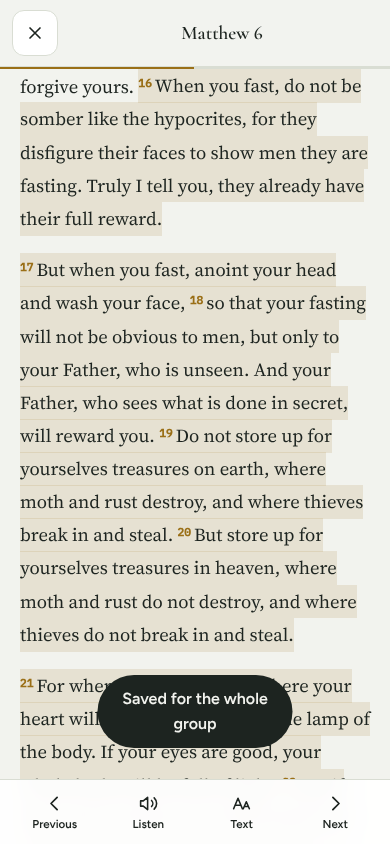 Matthew 6
forgive yours. 16 When you fast, do not be
somber like the hypocrites, for they
disfigure their faces to show men they are
fasting. Truly I tell you, they already have
their full reward.
17 But when you fast, anoint your head
and wash your face, 18 so that your fasting
will not be obvious to men, but only to
your Father, who is unseen. And your
Father, who sees what is done in secret,
will reward you. 19 Do not store up for
yourselves treasures on earth, where
moth and rust destroy, and where thieves
break in and steal. 20 But store up for
yourselves treasures in heaven, where
moth and rust do not destroy, and where
thieves do not break in and steal.
21 For where your
heart will lamp of
the body. If your eyes are good, your
Saved for the whole
group
Previous Listen Text Next